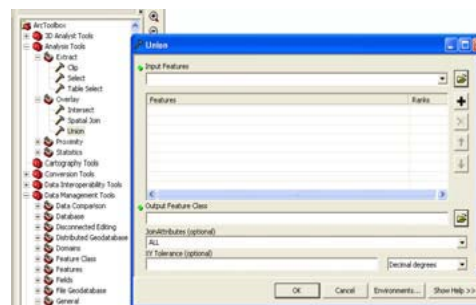 ArcToolbox
3D Analyst Tools
Analysis Tools
Extract
Clip
Select
Table Select
Overlay
Intersect
Spatial Join
Union
Proximity
Statistics
Cartography Tools
Conversion Tools
Data Interoperability Tools
Data Management Tools
Data Comparison
Database
Disconnected Editing
Distributed Geodatabase
Domains
Feature Class
Features
Fields
File Geodatabase
General
Union
Input Features
Features Ranks
Output Feature Class
JoinAttributes (optional)
ALL
XY Tolerance (optional)
Decimal degrees
OK Cancel Environments... Show Help >>